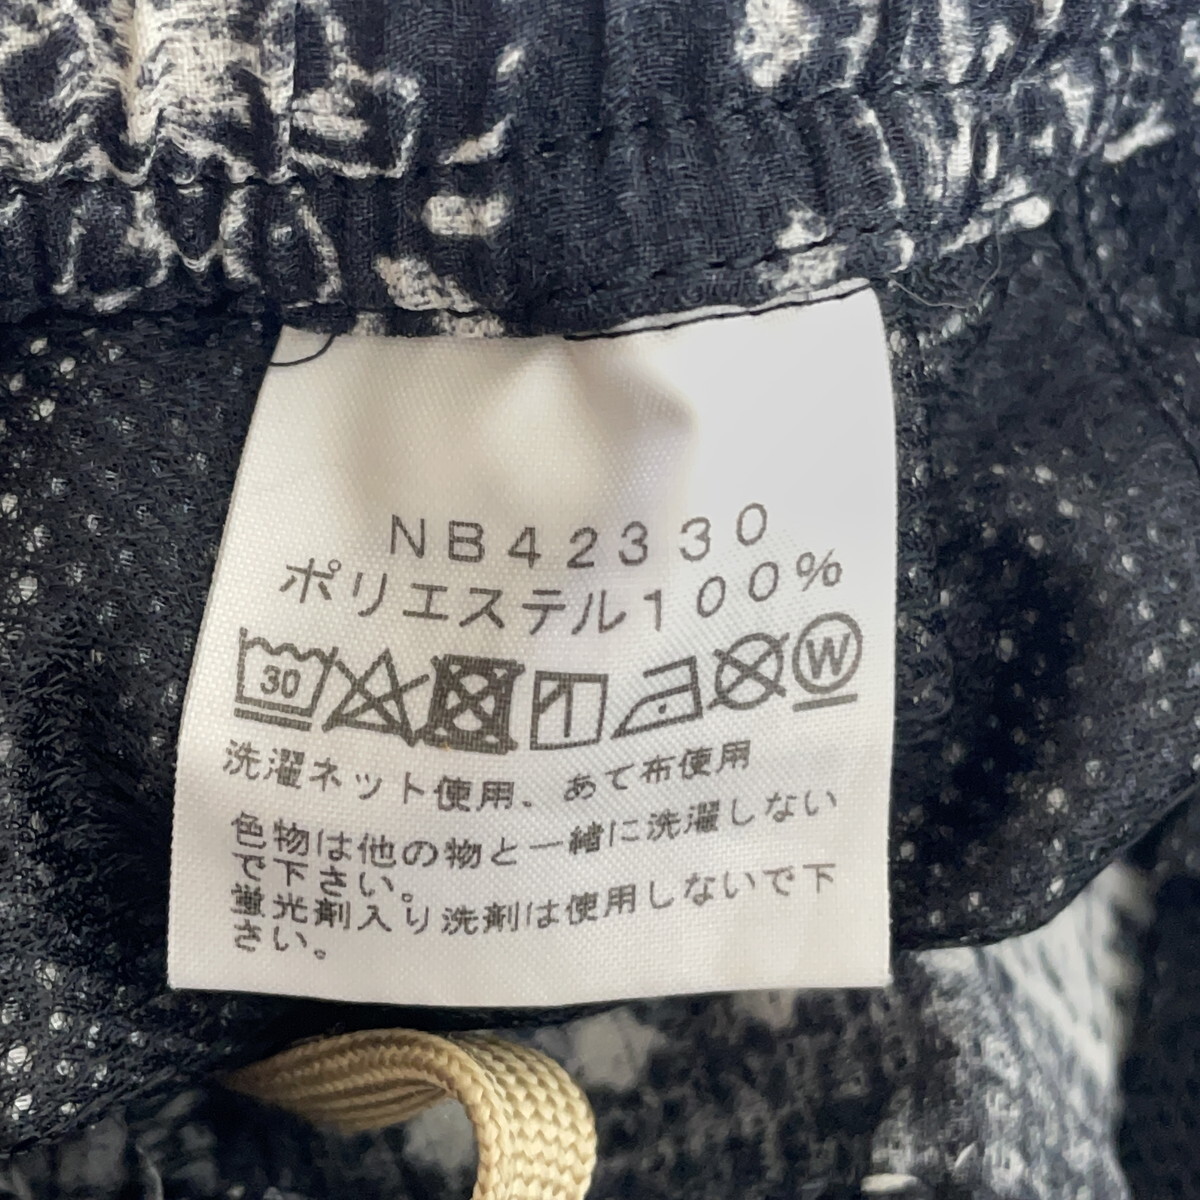 NB42330
ポリエステル100%
30 W
洗濯ネット使用、あて布使用
色物は他の物と一緒に洗濯しない
で下さい。
蛍光剤入り洗剤は使用しないで下
さい。